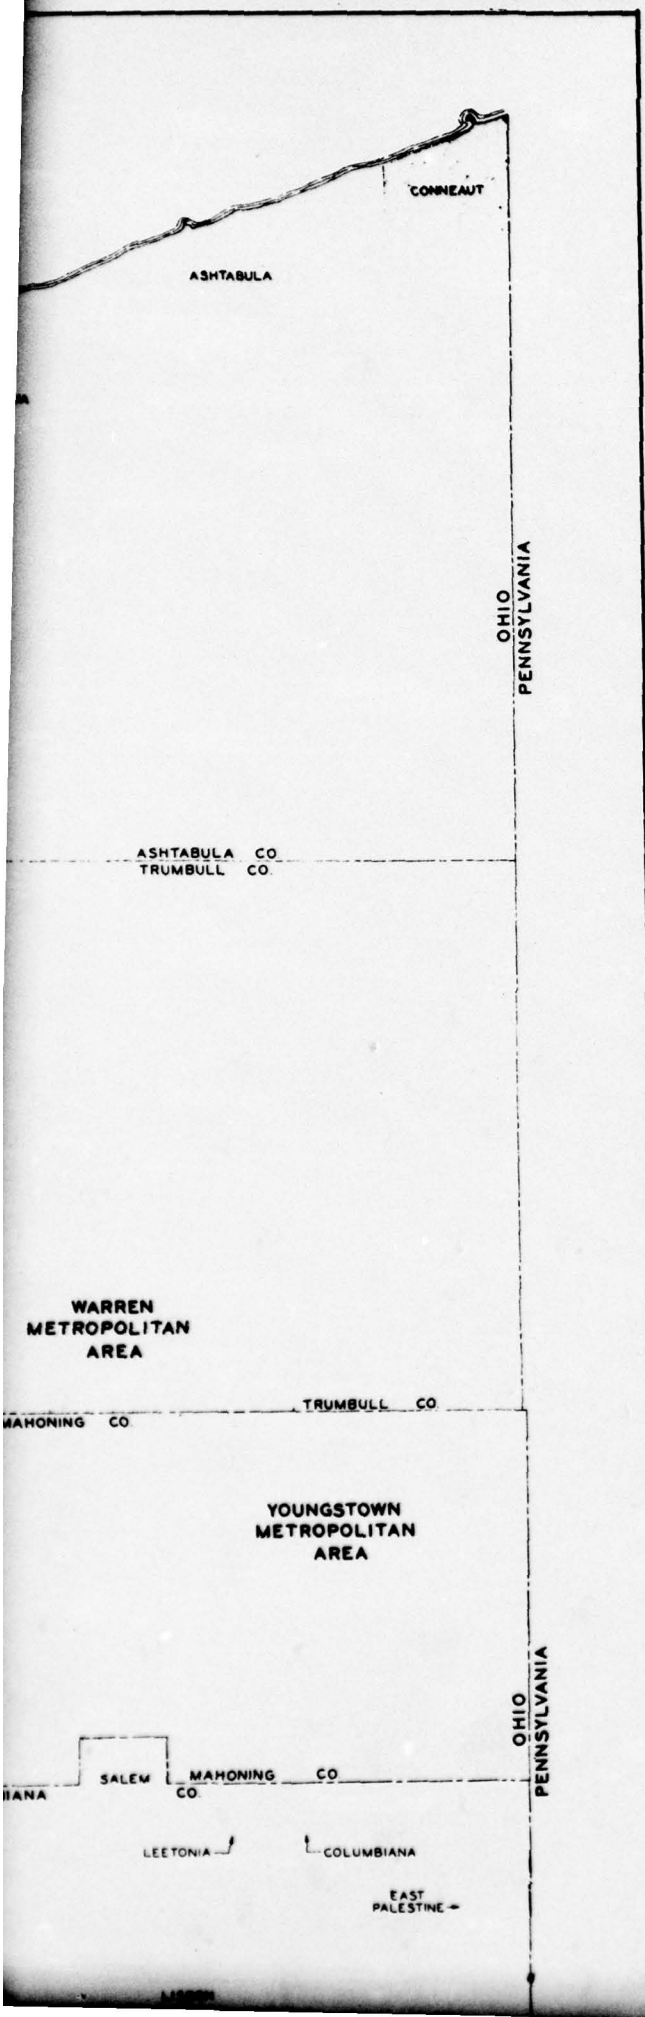 CONNEAUT
ASHTABULA
OHIO
PENNSYLVANIA
ASHTABULA CO
TRUMBULL CO.
WARREN
METROPOLITAN
AREA
TRUMBULL CO.
MAHONING CO.
YOUNGSTOWN
METROPOLITAN
AREA
OHIO
PENNSYLVANIA
SALEM
MAHONING CO
IANA CO.
LEETONIA
COLUMBIANA
EAST
PALESTINE